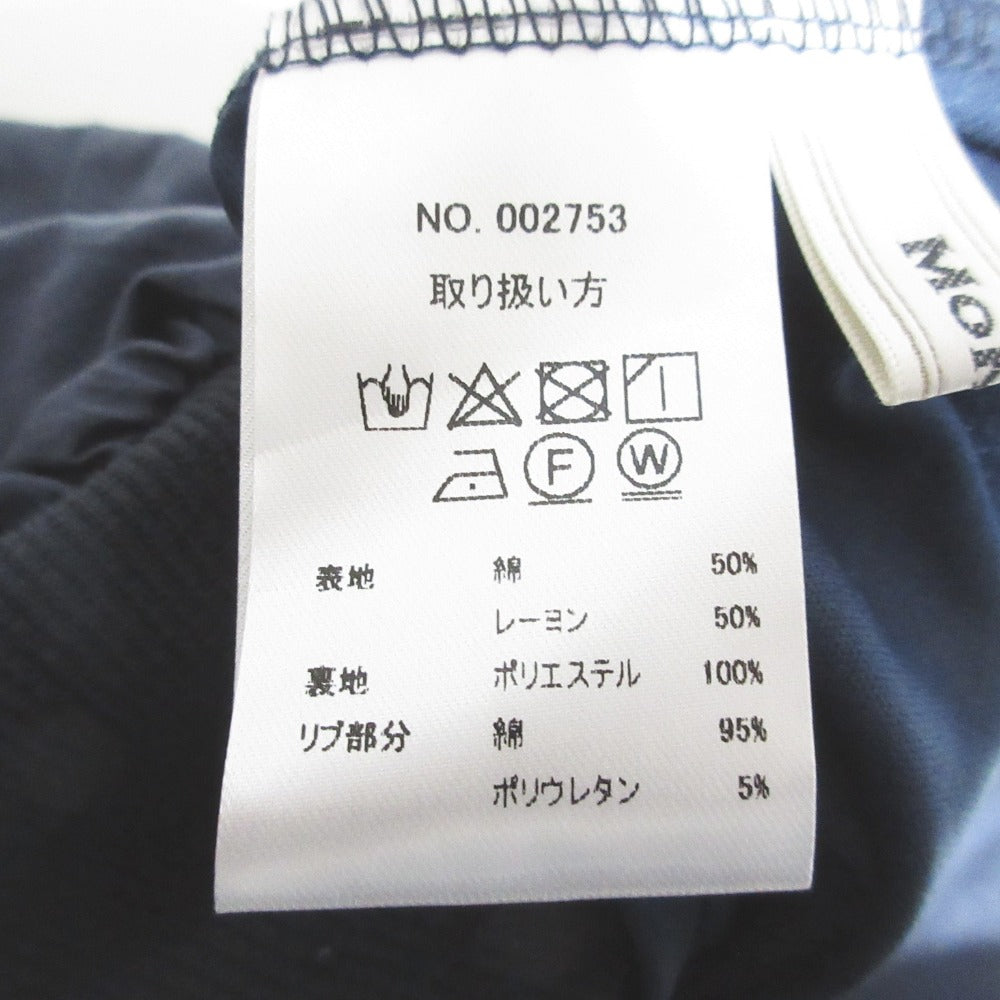 NO. 002753
取り扱い方
F W
表地 綿 50%
レーヨン 50%
裏地 ポリエステル 100%
リブ部分 綿 95%
ポリウレタン 5%